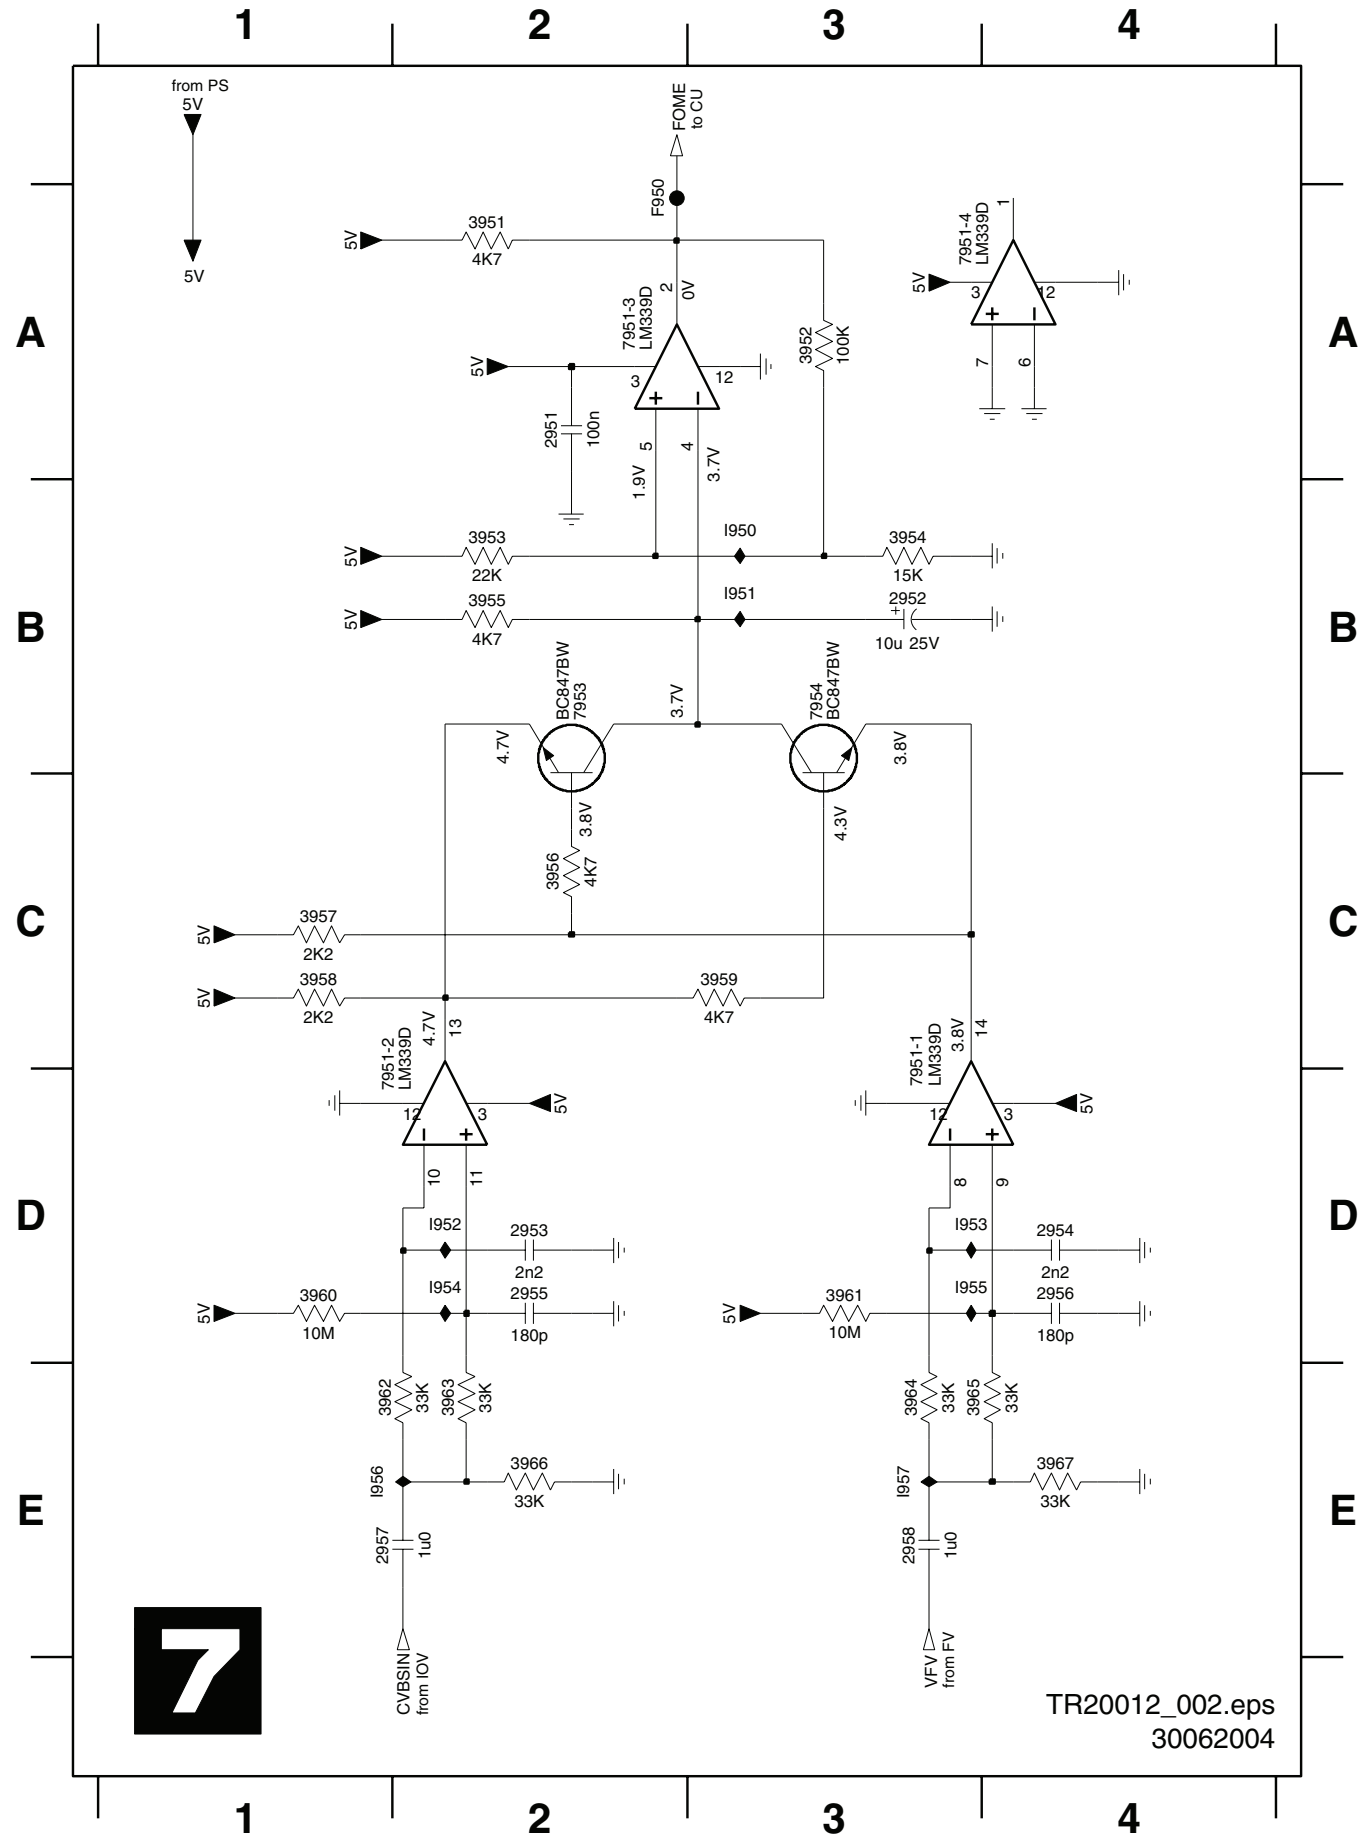 1 2 3 4
from PS
5V
5V
FOME
to CU
F950
5V
3951
4K7
7951-3
LM339D
2
0V
5V
3
12
2951
100n
5
1.9V
4
3.7V
3952
100K
7951-4
LM339D
1
5V
3
12
7
6
A
A
5V
3953
22K
I950
3954
15K
5V
3955
4K7
I951
2952
+
10u 25V
B
B
BC847BW
7953
4.7V
3.7V
7954
BC847BW
3.8V
3.8V
4.3V
3956
4K7
C
C
5V
3957
2K2
5V
3958
2K2
3959
4K7
7951-2
LM339D
4.7V
13
12
3
5V
10
11
7951-1
LM339D
3.8V
14
12
3
5V
8
9
D
D
I952
2953
2n2
I953
2954
2n2
5V
3960
10M
I954
2955
180p
5V
3961
10M
I955
2956
180p
3962
33K
3963
33K
3964
33K
3965
33K
I956
3966
33K
I957
3967
33K
E
E
2957
1u0
2958
1u0
CVBSIN
from IOV
VFV
from FV
7
TR20012_002.eps
30062004
1 2 3 4